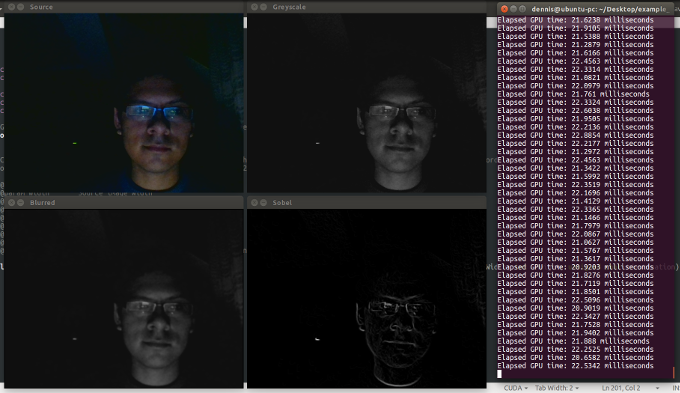 Source
Greyscale
Blurred
Sobel
dennis@ubuntu-pc: ~/Desktop/example_
Elapsed GPU time: 21.6238 Milliseconds
Elapsed GPU time: 21.9105 Milliseconds
Elapsed GPU time: 21.5388 Milliseconds
Elapsed GPU time: 21.2879 Milliseconds
Elapsed GPU time: 21.6166 Milliseconds
Elapsed GPU time: 22.4563 Milliseconds
Elapsed GPU time: 22.3314 Milliseconds
Elapsed GPU time: 21.0821 Milliseconds
Elapsed GPU time: 22.0979 Milliseconds
Elapsed GPU time: 21.761 Milliseconds
Elapsed GPU time: 22.3324 Milliseconds
Elapsed GPU time: 22.6038 Milliseconds
Elapsed GPU time: 21.9505 Milliseconds
Elapsed GPU time: 22.2136 Milliseconds
Elapsed GPU time: 22.8854 Milliseconds
Elapsed GPU time: 22.2177 Milliseconds
Elapsed GPU time: 21.2972 Milliseconds
Elapsed GPU time: 22.4563 Milliseconds
Elapsed GPU time: 21.3422 Milliseconds
Elapsed GPU time: 21.5992 Milliseconds
Elapsed GPU time: 22.3519 Milliseconds
Elapsed GPU time: 22.1696 Milliseconds
Elapsed GPU time: 21.4129 Milliseconds
Elapsed GPU time: 22.3365 Milliseconds
Elapsed GPU time: 21.1466 Milliseconds
Elapsed GPU time: 21.7979 Milliseconds
Elapsed GPU time: 22.0867 Milliseconds
Elapsed GPU time: 21.0627 Milliseconds
Elapsed GPU time: 21.5767 Milliseconds
Elapsed GPU time: 21.3617 Milliseconds
Elapsed GPU time: 20.9203 Milliseconds
Elapsed GPU time: 21.8276 Milliseconds
Elapsed GPU time: 21.7119 Milliseconds
Elapsed GPU time: 21.8501 Milliseconds
Elapsed GPU time: 22.5096 Milliseconds
Elapsed GPU time: 20.9019 Milliseconds
Elapsed GPU time: 22.3427 Milliseconds
Elapsed GPU time: 21.7528 Milliseconds
Elapsed GPU time: 21.9402 Milliseconds
Elapsed GPU time: 21.888 Milliseconds
Elapsed GPU time: 22.2525 Milliseconds
Elapsed GPU time: 20.6582 Milliseconds
Elapsed GPU time: 22.5342 Milliseconds
CUDA Tab Width: 2 Ln 201, Col 2 IN